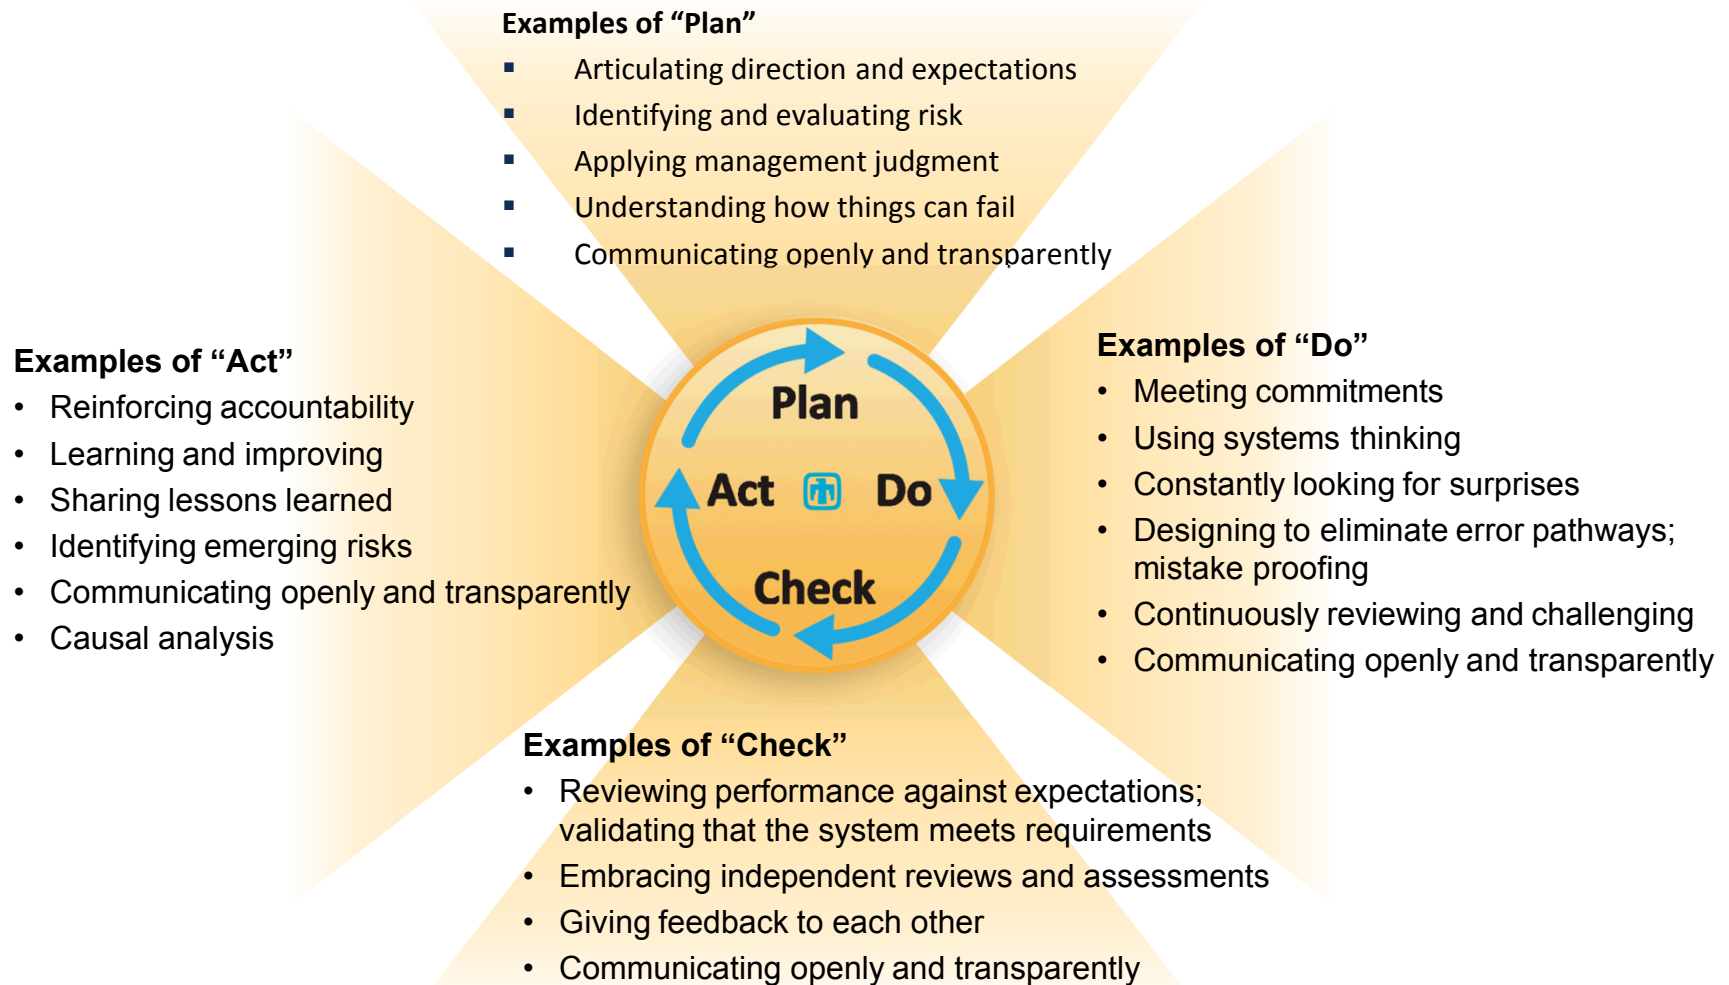 Examples of “Plan”
▪ Articulating direction and expectations
▪ Identifying and evaluating risk
▪ Applying management judgment
▪ Understanding how things can fail
▪ Communicating openly and transparently
Examples of “Act”
• Reinforcing accountability
• Learning and improving
• Sharing lessons learned
• Identifying emerging risks
• Communicating openly and transparently
• Causal analysis
Plan
Act
Do
Check
Examples of “Do”
• Meeting commitments
• Using systems thinking
• Constantly looking for surprises
• Designing to eliminate error pathways;
mistake proofing
• Continuously reviewing and challenging
• Communicating openly and transparently
Examples of “Check”
• Reviewing performance against expectations;
validating that the system meets requirements
• Embracing independent reviews and assessments
• Giving feedback to each other
• Communicating openly and transparently